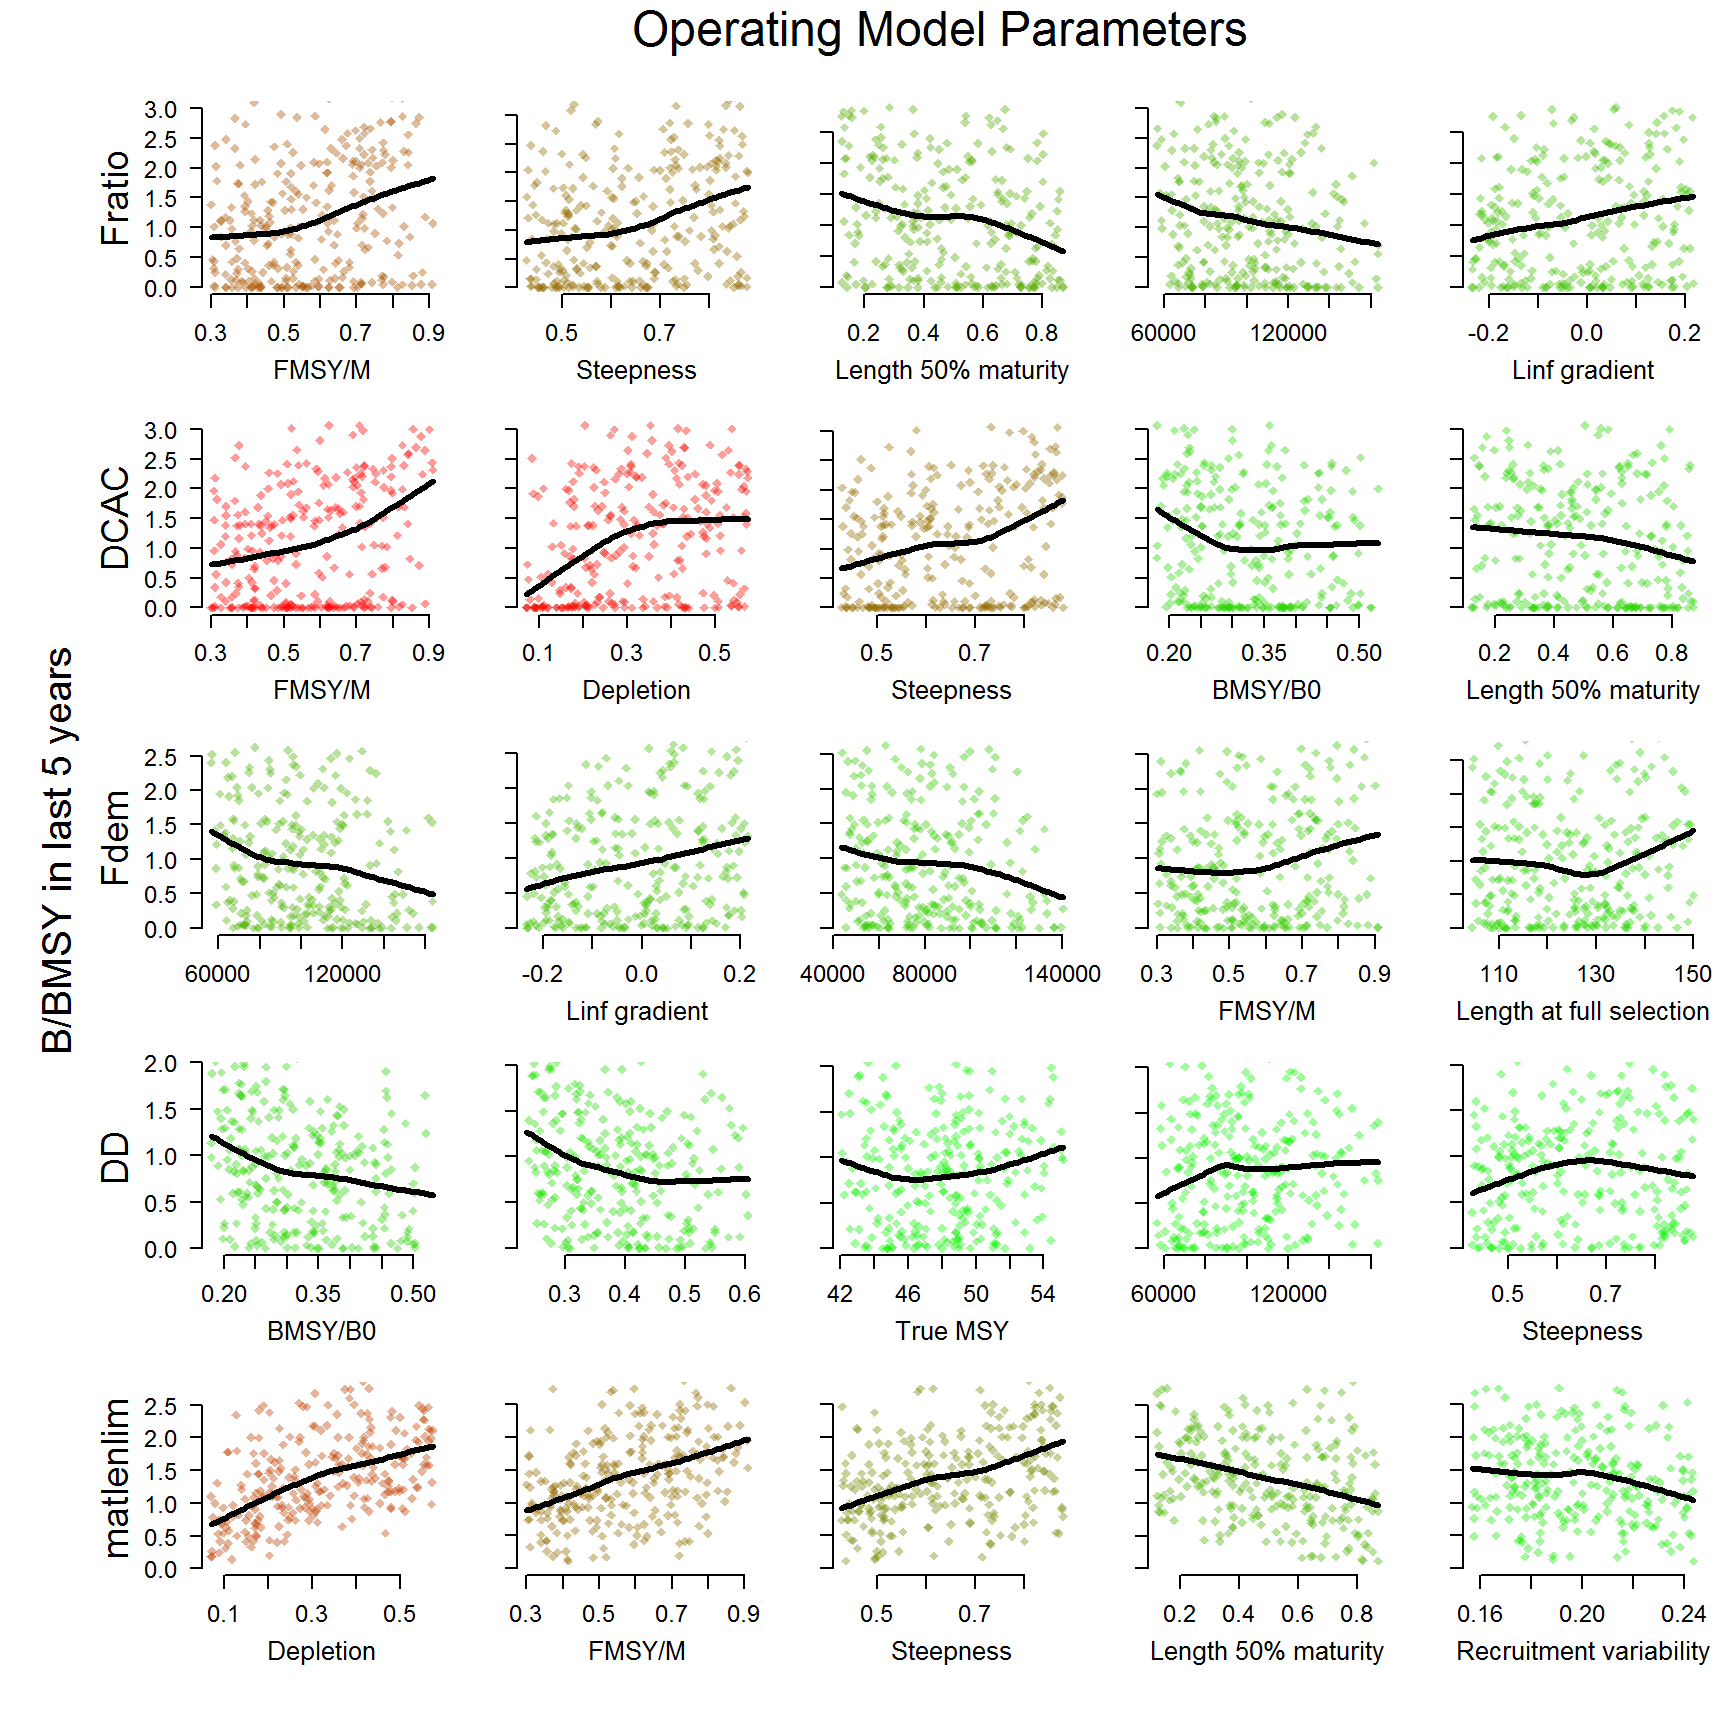 Operating Model Parameters
B/BMSY in last 5 years
Fratio
3.0
2.5
2.0
1.5
1.0
0.5
0.0
0.3 0.5 0.7 0.9
FMSY/M
0.5 0.7
Steepness
0.2 0.4 0.6 0.8
Length 50% maturity
60000 120000
-0.2 0.0 0.2
Linf gradient
DCAC
3.0
2.5
2.0
1.5
1.0
0.5
0.0
0.3 0.5 0.7 0.9
FMSY/M
0.1 0.3 0.5
Depletion
0.5 0.7
Steepness
0.20 0.35 0.50
BMSY/B0
0.2 0.4 0.6 0.8
Length 50% maturity
Fdem
2.5
2.0
1.5
1.0
0.5
0.0
60000 120000
-0.2 0.0 0.2
Linf gradient
40000 80000 140000
0.3 0.5 0.7 0.9
FMSY/M
110 130 150
Length at full selection
DD
2.0
1.5
1.0
0.5
0.0
0.20 0.35 0.50
BMSY/B0
0.3 0.4 0.5 0.6
42 46 50 54
True MSY
60000 120000
0.5 0.7
Steepness
matlenlim
2.5
2.0
1.5
1.0
0.5
0.0
0.1 0.3 0.5
Depletion
0.3 0.5 0.7 0.9
FMSY/M
0.5 0.7
Steepness
0.2 0.4 0.6 0.8
Length 50% maturity
0.16 0.20 0.24
Recruitment variability